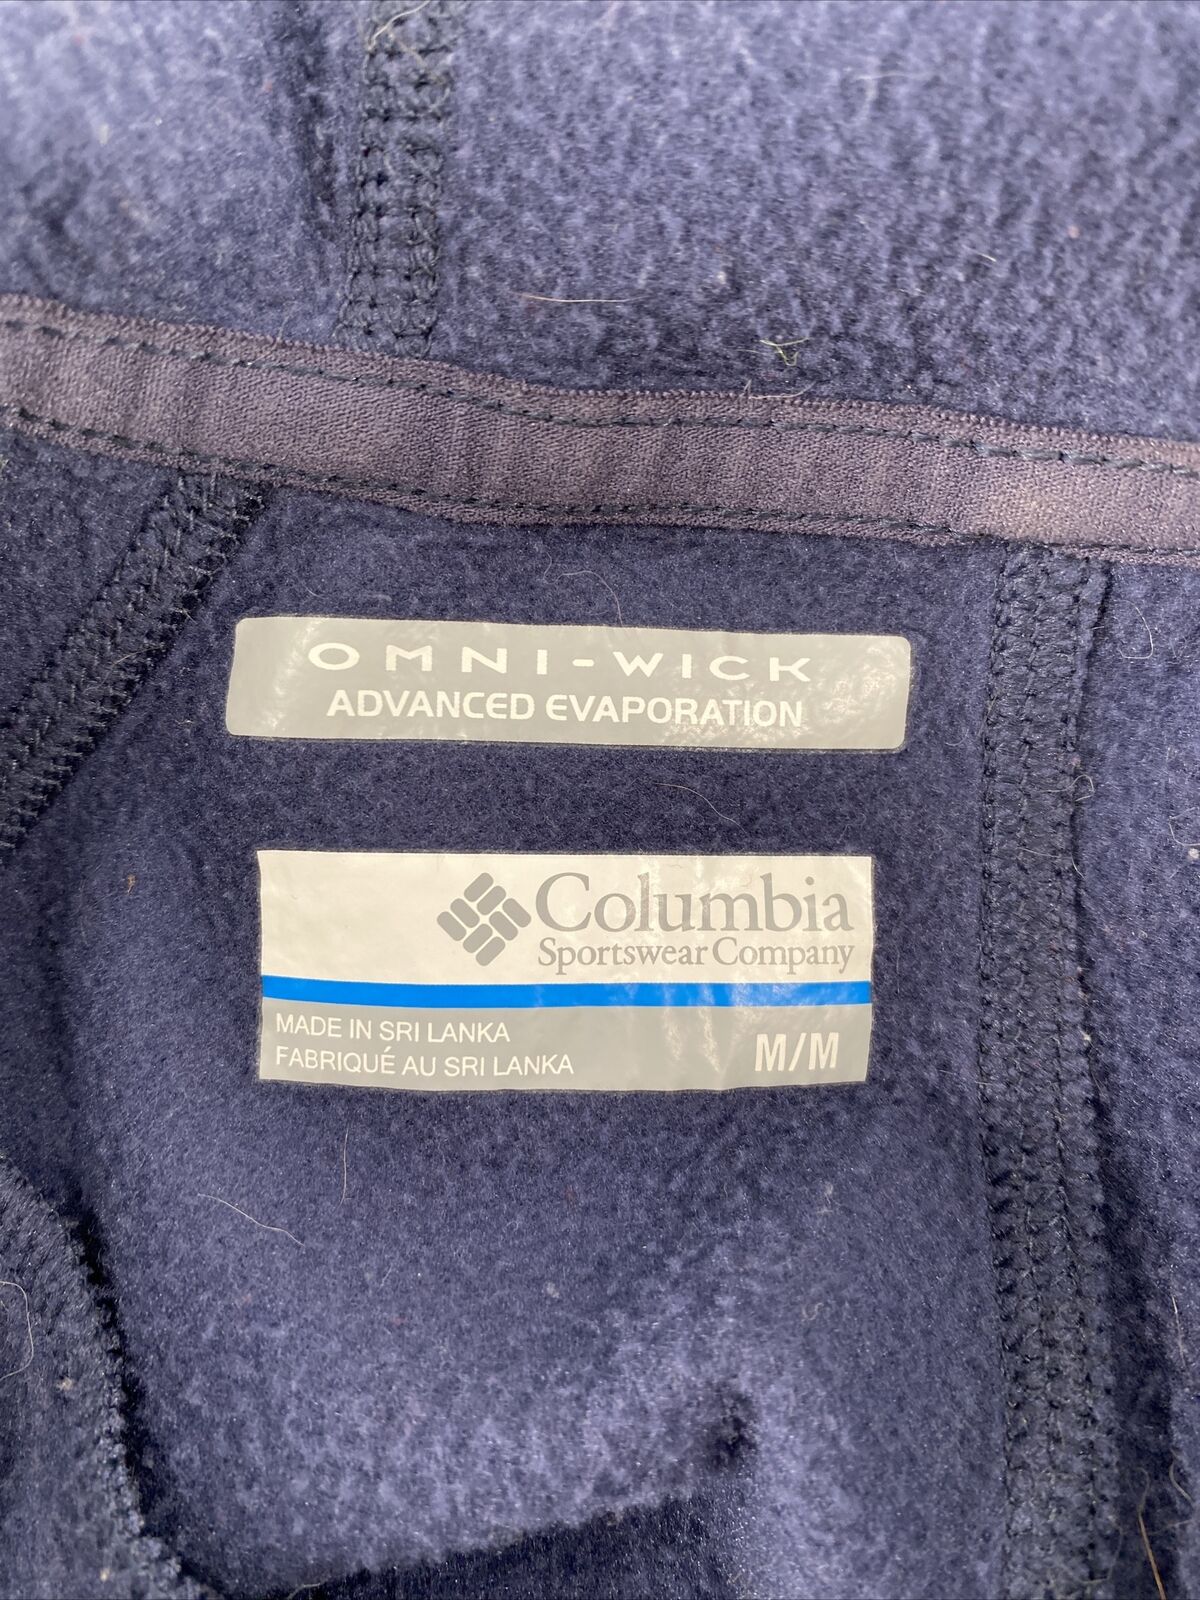 OMNI-WICK
ADVANCED EVAPORATION
Columbia
Sportswear Company
MADE IN SRI LANKA
FABRIQUÉ AU SRI LANKA
M/M